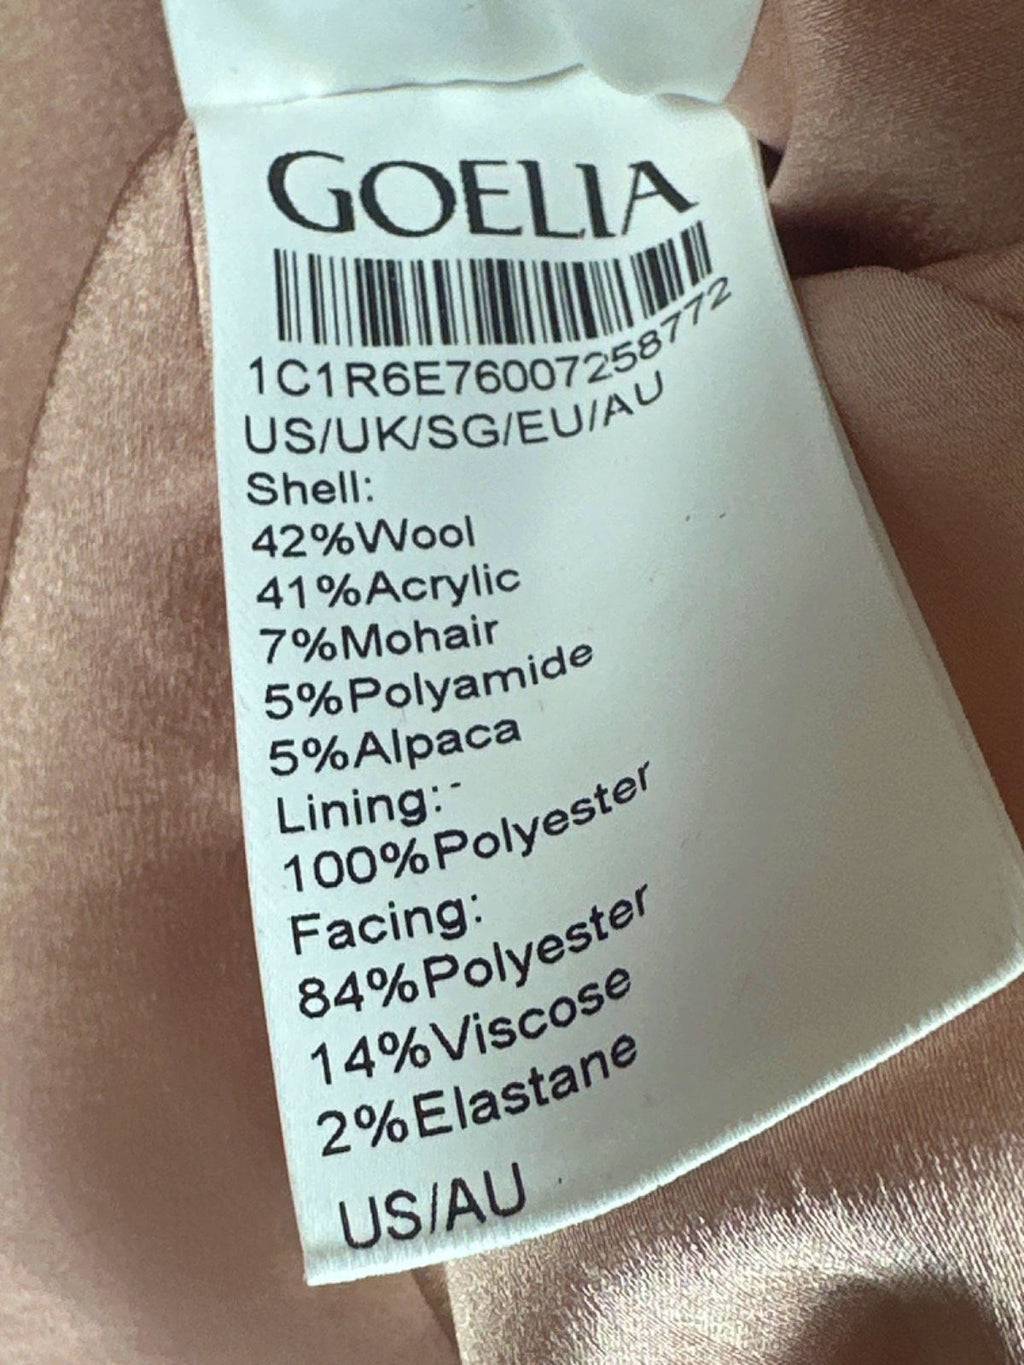 GOELIA
1C1R6E76007258772
US/UK/SG/EU/AU
Shell:
42%Wool
41%Acrylic
7%Mohair
5%Polyamide
5%Alpaca
Lining:-
100%Polyester
Facing:
84%Polyester
14%Viscose
2%Elastane
US/AU